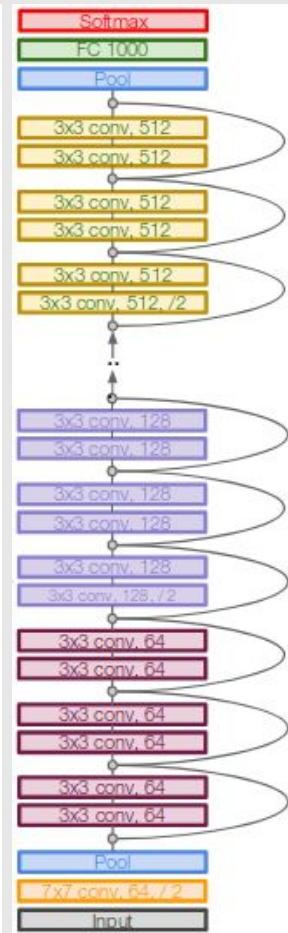 Softmax
FC 1000
Pool
3x3 conv, 512
3x3 conv, 512
3x3 conv, 512
3x3 conv, 512
3x3 conv, 512
3x3 conv, 512, /2
..
3x3 conv, 128
3x3 conv, 128
3x3 conv, 128
3x3 conv, 128
3x3 conv, 128
3x3 conv, 128, / 2
3x3 conv, 64
3x3 conv, 64
3x3 conv, 64
3x3 conv, 64
3x3 conv, 64
3x3 conv, 64
Pool
7x7 conv, 64, / 2
Input